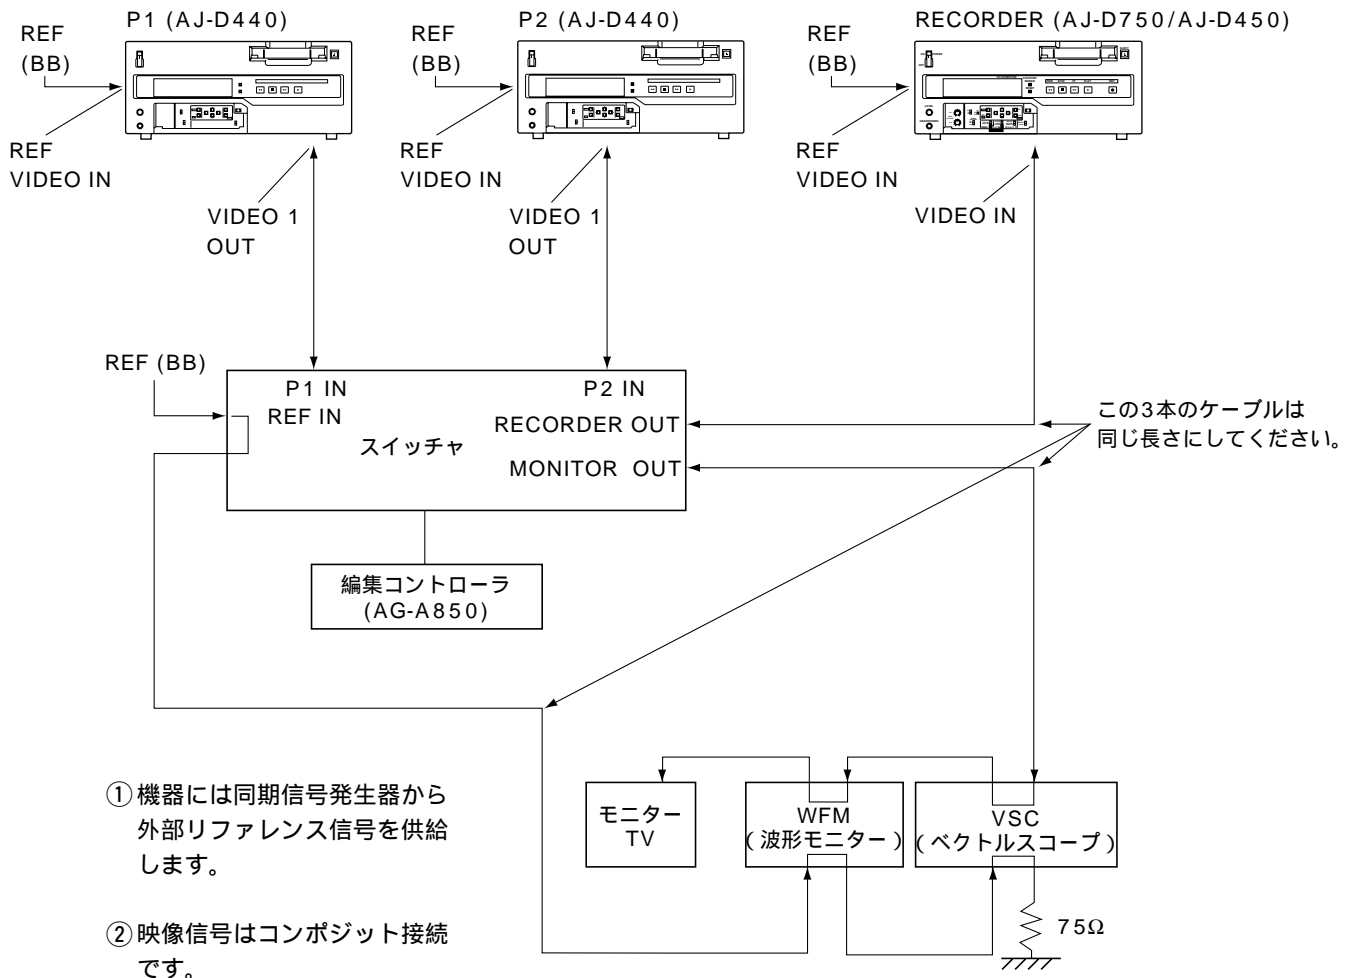 P1 (AJ-D440)
P2 (AJ-D440)
RECORDER (AJ-D750/AJ-D450)
REF
(BB)
REF
(BB)
REF
(BB)
REF
VIDEO IN
REF
VIDEO IN
REF
VIDEO IN
VIDEO 1
OUT
VIDEO 1
OUT
VIDEO IN
REF (BB)
P1 IN
P2 IN
REF IN
RECORDER OUT
スイッチャ
MONITOR OUT
この3本のケーブルは
同じ長さにしてください。
編集コントローラ
(AG-A850)
モニター
TV
WFM
(波形モニター)
VSC
(ベクトルスコープ)
75Ω
① 機器には同期信号発生器から
外部リファレンス信号を供給
します。
② 映像信号はコンポジット接続
です。